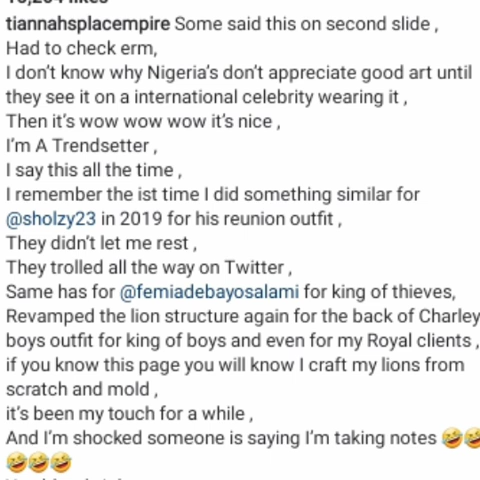 tiannahsplacempire Some said this on second slide ,
Had to check erm,
I don't know why Nigeria's don't appreciate good art until
they see it on a international celebrity wearing it ,
Then it's wow wow wow it's nice ,
I'm A Trendsetter ,
I say this all the time ,
I remember the ist time I did something similar for
@sholzy23 in 2019 for his reunion outfit ,
They didn't let me rest ,
They trolled all the way on Twitter ,
Same has for @femiadebayosalami for king of thieves,
Revamped the lion structure again for the back of Charley
boys outfit for king of boys and even for my Royal clients ,
if you know this page you will know I craft my lions from
scratch and mold ,
it's been my touch for a while ,
And I'm shocked someone is saying I'm taking notes 🤣🤣
🤣🤣🤣